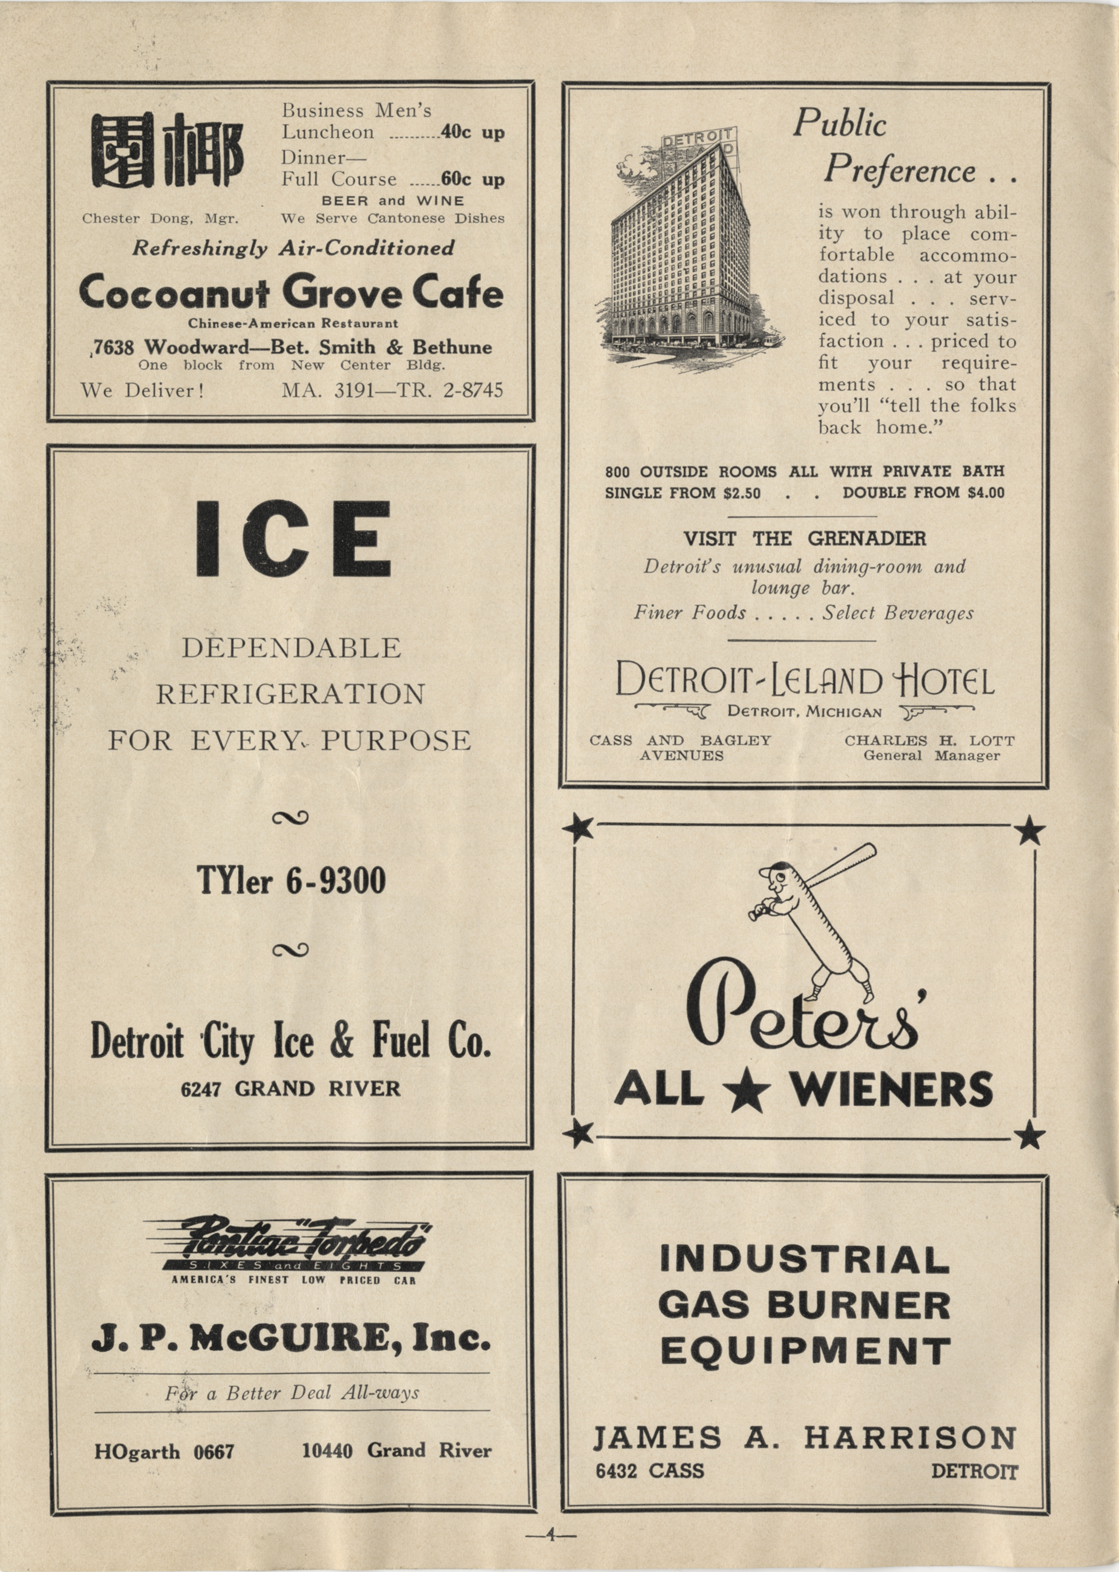 園椰
Business Men's
Luncheon .........40c up
Dinner—
Full Course ......60c up
BEER and WINE
Chester Dong, Mgr. We Serve Cantonese Dishes
Refreshingly Air-Conditioned
Cocoanut Grove Cafe
Chinese-American Restaurant
7638 Woodward—Bet. Smith & Bethune
One block from New Center Bldg.
We Deliver! MA. 3191—TR. 2-8745
ICE
DEPENDABLE
REFRIGERATION
FOR EVERY PURPOSE
TYler 6-9300
Detroit City Ice & Fuel Co.
6247 GRAND RIVER
Pontiac "Torpedo"
SIXES and EIGHTS
AMERICA'S FINEST LOW PRICED CAR
J. P. McGUIRE, Inc.
For a Better Deal All-ways
HOgarth 0667 10440 Grand River
DETROIT
LELAND
Public
Preference . .
is won through abil-
ity to place com-
fortable accommo-
dations . . . at your
disposal . . . serv-
iced to your satis-
faction . . . priced to
fit your require-
ments . . . so that
you'll "tell the folks
back home."
800 OUTSIDE ROOMS ALL WITH PRIVATE BATH
SINGLE FROM $2.50 . . DOUBLE FROM $4.00
VISIT THE GRENADIER
Detroit's unusual dining-room and
lounge bar.
Finer Foods . . . . . Select Beverages
DETROIT-LELAND HOTEL
DETROIT, MICHIGAN
CASS AND BAGLEY CHARLES H. LOTT
AVENUES General Manager
Peters'
ALL ★ WIENERS
INDUSTRIAL
GAS BURNER
EQUIPMENT
JAMES A. HARRISON
6432 CASS DETROIT
—4—